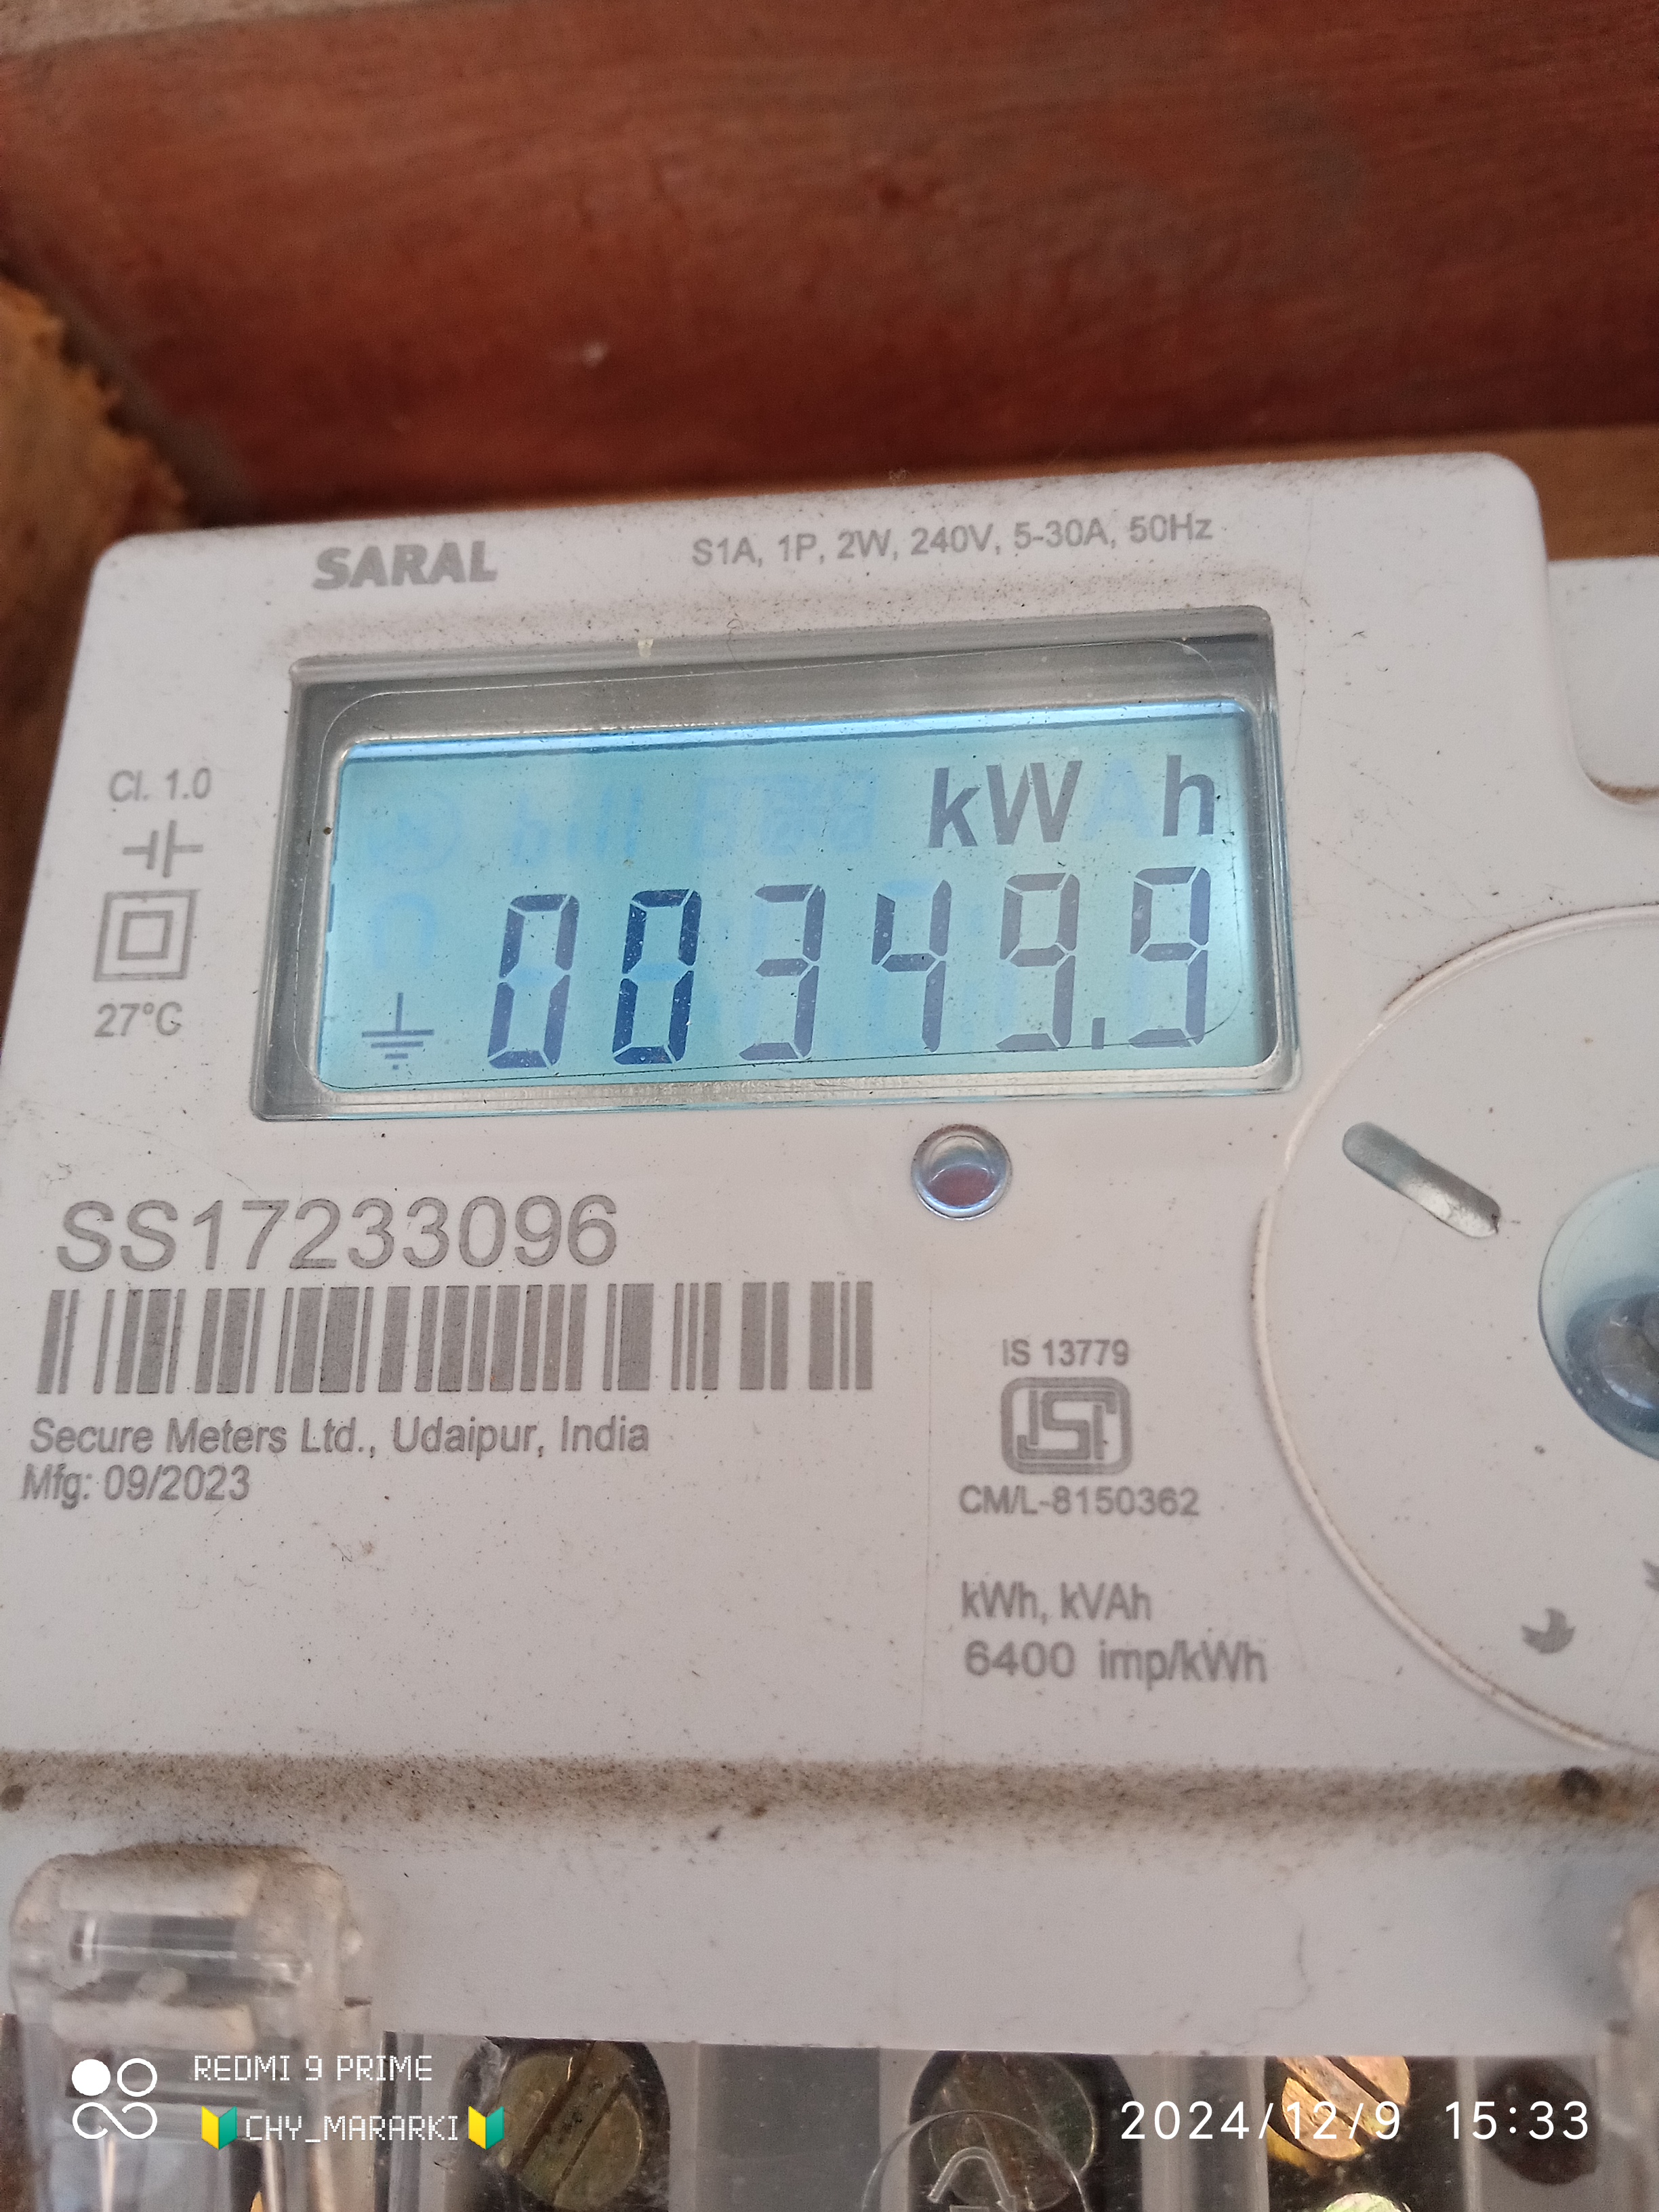 SARAL
S1A, 1P, 2W, 240V, 5-30A, 50Hz
kWh
00349.9
Cl. 1.0
27°C
SS17233096
Secure Meters Ltd., Udaipur, India
Mfg: 09/2023
IS 13779
ISI
CM/L-8150362
kWh, kVAh
6400 imp/kWh
REDMI 9 PRIME
🔰CHY_MARARKI🔰
2024/12/9 15:33